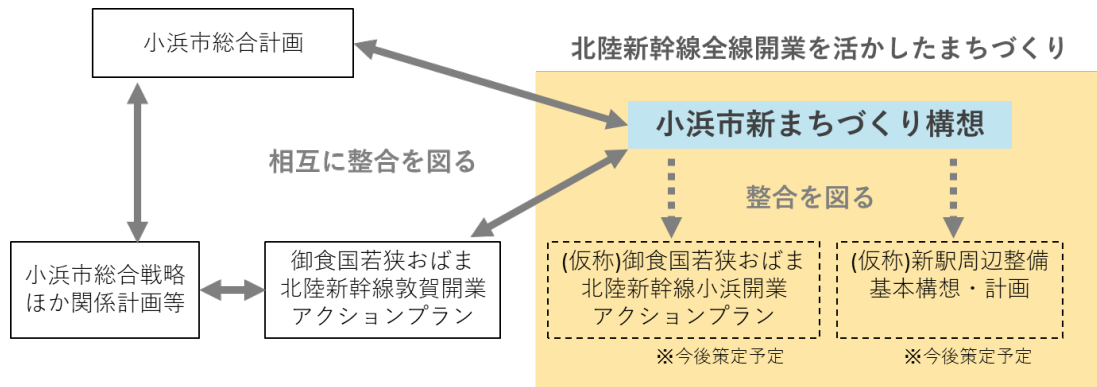 小浜市総合計画
北陸新幹線全線開業を活かしたまちづくり
小浜市新まちづくり構想
相互に整合を図る
整合を図る
小浜市総合戦略
ほか関係計画等
御食国若狭おばま
北陸新幹線敦賀開業
アクションプラン
(仮称)御食国若狭おばま
北陸新幹線小浜開業
アクションプラン
(仮称)新駅周辺整備
基本構想・計画
※今後策定予定
※今後策定予定